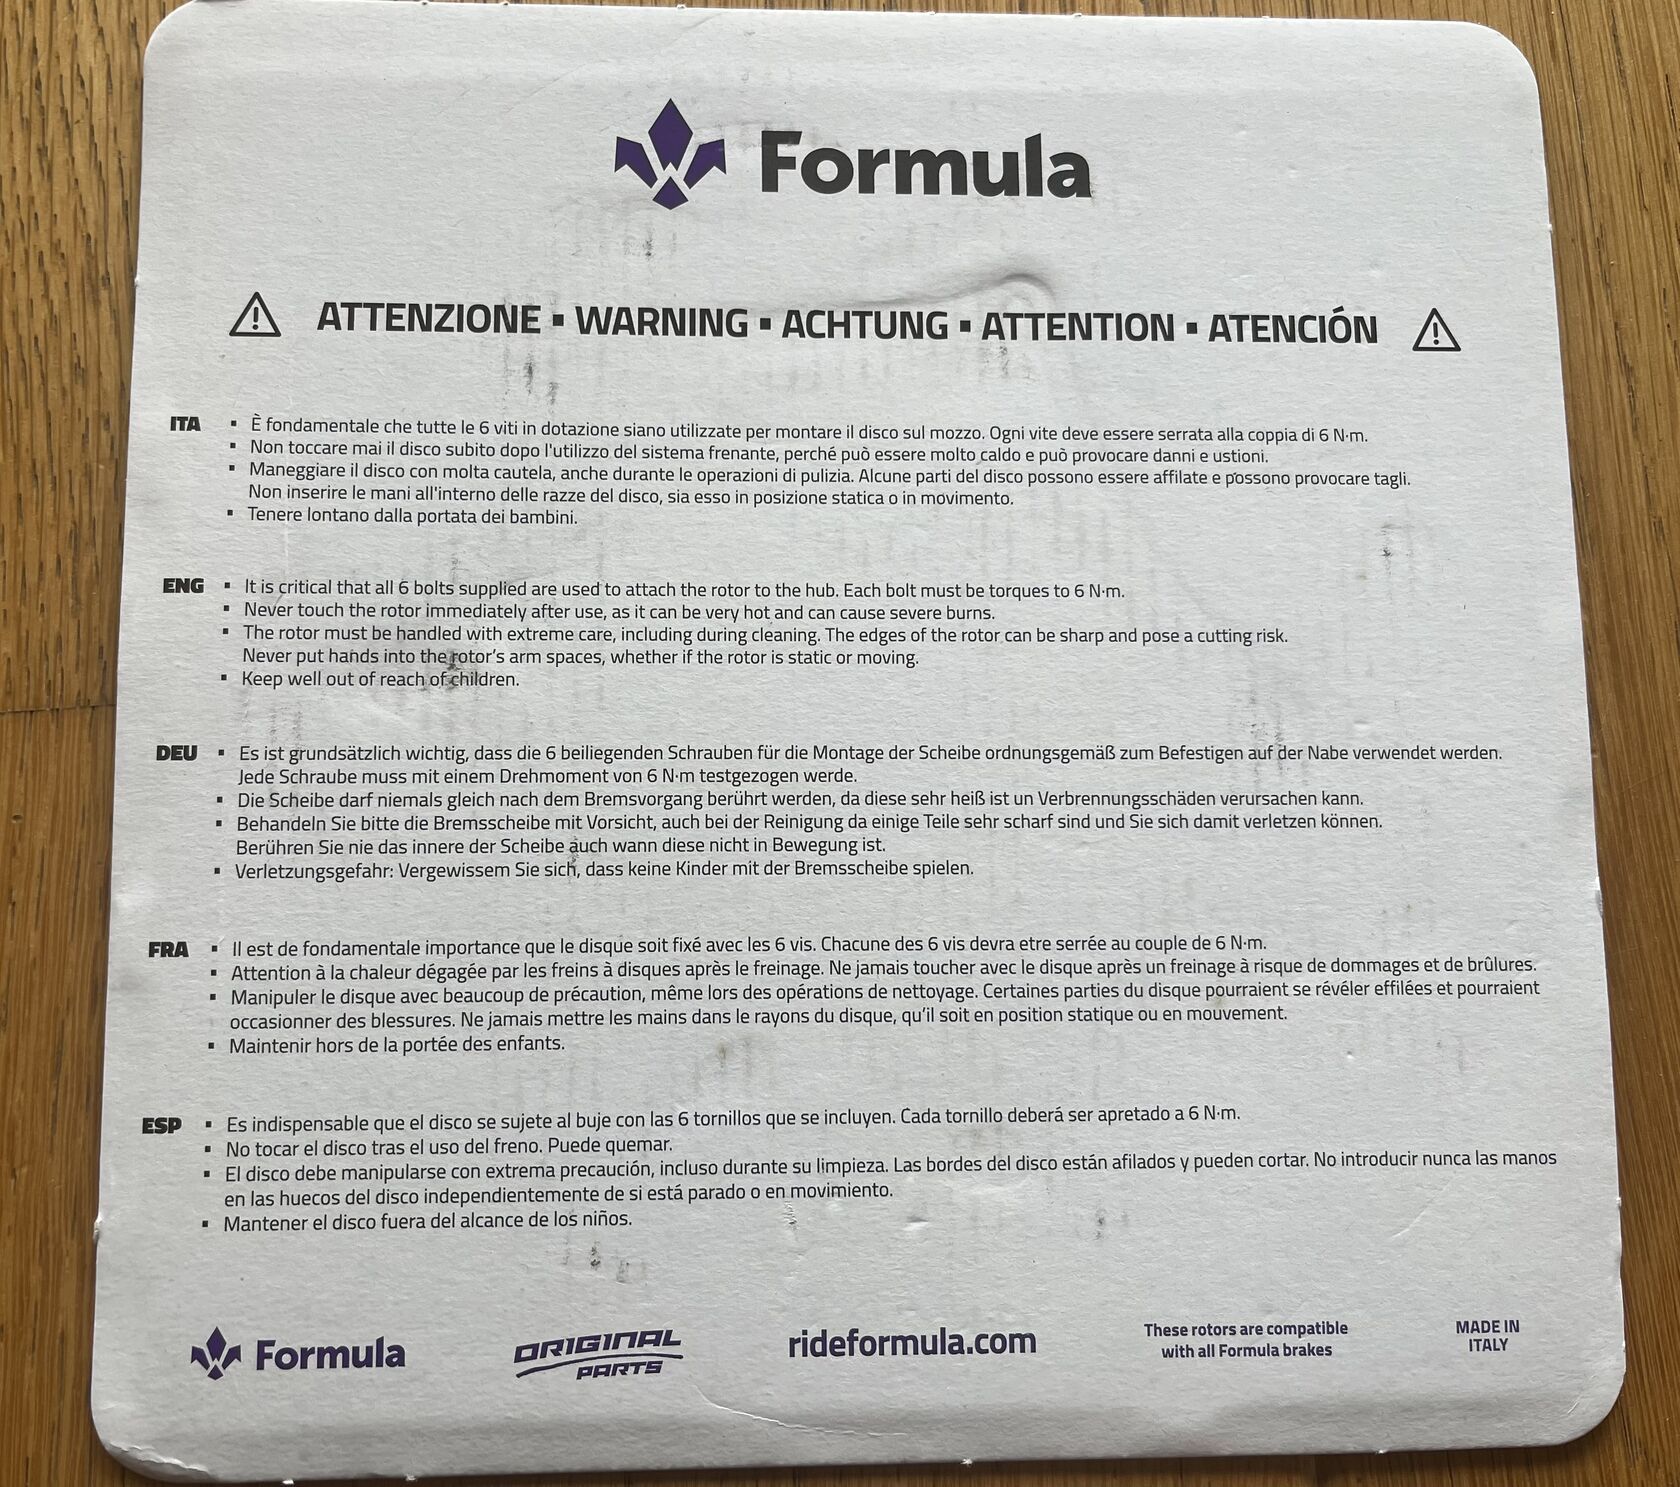 Formula
ATTENZIONE ▪ WARNING ▪ ACHTUNG ▪ ATTENTION ▪ ATENCIÓN
ITA ▪ È fondamentale che tutte le 6 viti in dotazione siano utilizzate per montare il disco sul mozzo. Ogni vite deve essere serrata alla coppia di 6 N·m.
▪ Non toccare mai il disco subito dopo l'utilizzo del sistema frenante, perché può essere molto caldo e può provocare danni e ustioni.
▪ Maneggiare il disco con molta cautela, anche durante le operazioni di pulizia. Alcune parti del disco possono essere affilate e possono provocare tagli.
Non inserire le mani all'interno delle razze del disco, sia esso in posizione statica o in movimento.
▪ Tenere lontano dalla portata dei bambini.
ENG ▪ It is critical that all 6 bolts supplied are used to attach the rotor to the hub. Each bolt must be torques to 6 N·m.
▪ Never touch the rotor immediately after use, as it can be very hot and can cause severe burns.
▪ The rotor must be handled with extreme care, including during cleaning. The edges of the rotor can be sharp and pose a cutting risk.
Never put hands into the rotor's arm spaces, whether if the rotor is static or moving.
▪ Keep well out of reach of children.
DEU ▪ Es ist grundsätzlich wichtig, dass die 6 beiliegenden Schrauben für die Montage der Scheibe ordnungsgemäß zum Befestigen auf der Nabe verwendet werden.
Jede Schraube muss mit einem Drehmoment von 6 N·m testgezogen werde.
▪ Die Scheibe darf niemals gleich nach dem Bremsvorgang berührt werden, da diese sehr heiß ist un Verbrennungsschäden verursachen kann.
▪ Behandeln Sie bitte die Bremsscheibe mit Vorsicht, auch bei der Reinigung da einige Teile sehr scharf sind und Sie sich damit verletzen können.
Berühren Sie nie das innere der Scheibe auch wann diese nicht in Bewegung ist.
▪ Verletzungsgefahr: Vergewissem Sie sich, dass keine Kinder mit der Bremsscheibe spielen.
FRA ▪ Il est de fondamentale importance que le disque soit fixé avec les 6 vis. Chacune des 6 vis devra etre serrée au couple de 6 N·m.
▪ Attention à la chaleur dégagée par les freins à disques après le freinage. Ne jamais toucher avec le disque après un freinage à risque de dommages et de brûlures.
▪ Manipuler le disque avec beaucoup de précaution, même lors des opérations de nettoyage. Certaines parties du disque pourraient se révéler effilées et pourraient
occasionner des blessures. Ne jamais mettre les mains dans le rayons du disque, qu'il soit en position statique ou en mouvement.
▪ Maintenir hors de la portée des enfants.
ESP ▪ Es indispensable que el disco se sujete al buje con las 6 tornillos que se incluyen. Cada tornillo deberá ser apretado a 6 N·m.
▪ No tocar el disco tras el uso del freno. Puede quemar.
▪ El disco debe manipularse con extrema precaución, incluso durante su limpieza. Las bordes del disco están afilados y pueden cortar. No introducir nunca las manos
en las huecos del disco independientemente de si está parado o en movimiento.
▪ Mantener el disco fuera del alcance de los niños.
Formula
ORIGINAL
PARTS
rideformula.com
These rotors are compatible
with all Formula brakes
MADE IN
ITALY